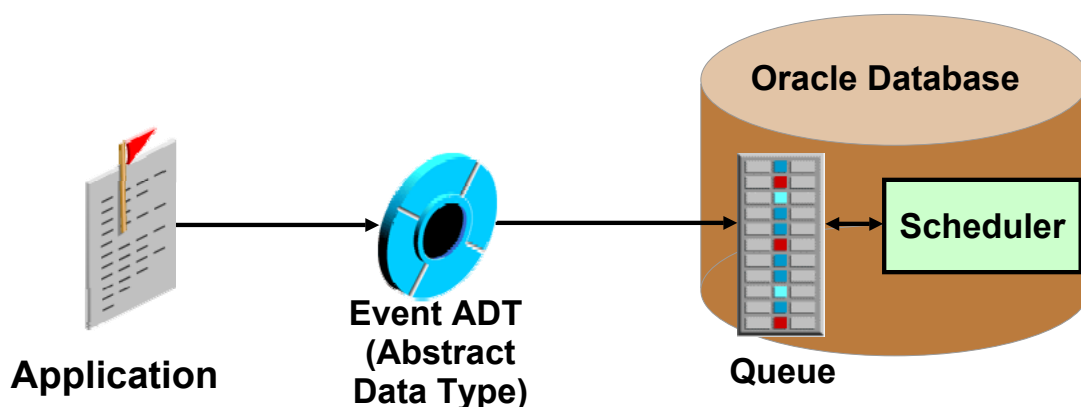 Oracle Database
Scheduler
Event ADT
(Abstract
Data Type)
Queue
Application